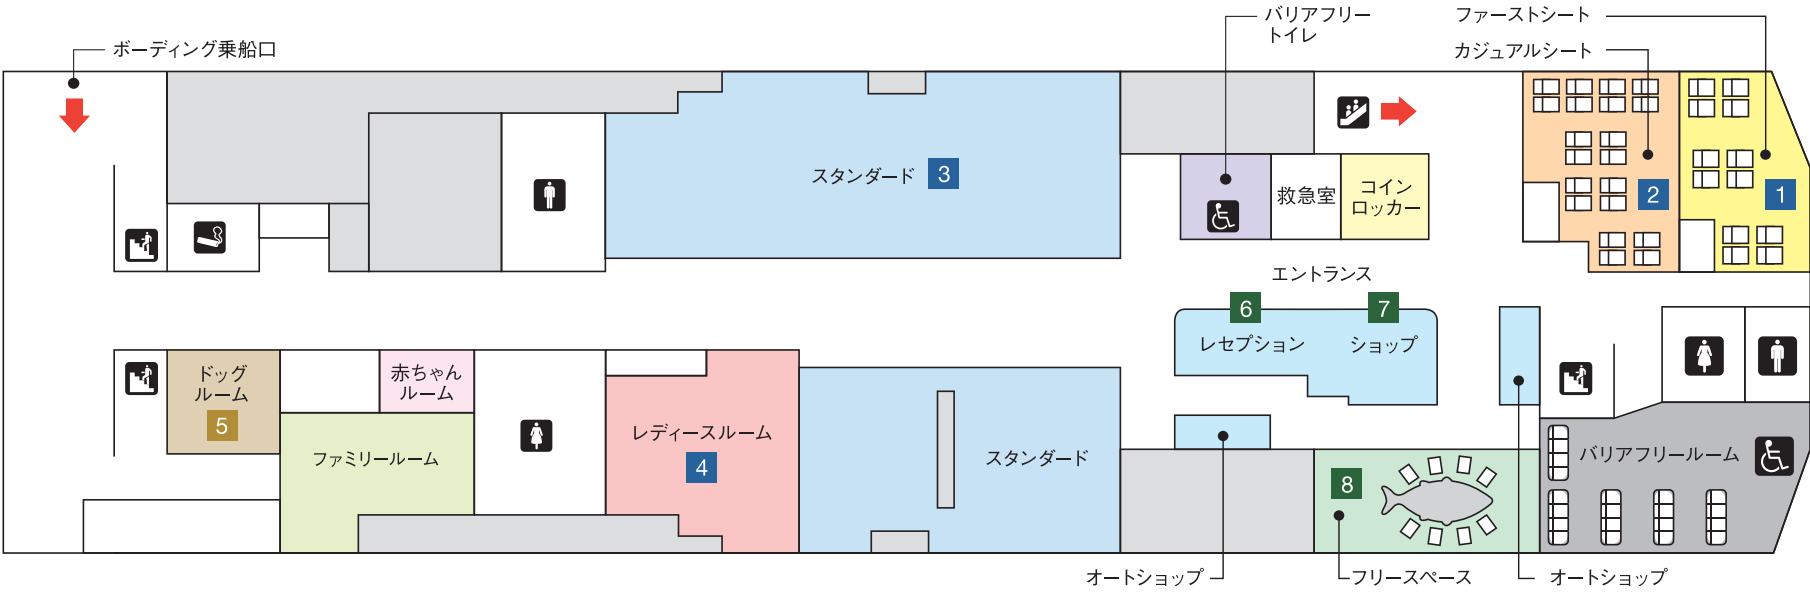 バリアフリー
トイレ
ファーストシート
カジュアルシート
ボーディング乗船口
スタンダード 3
救急室
コイン
ロッカー
2
1
エントランス
6
7
レセプション
ショップ
ドッグ
ルーム
5
赤ちゃん
ルーム
ファミリールーム
レディースルーム
4
スタンダード
バリアフリールーム
8
オートショップ
フリースペース
オートショップ